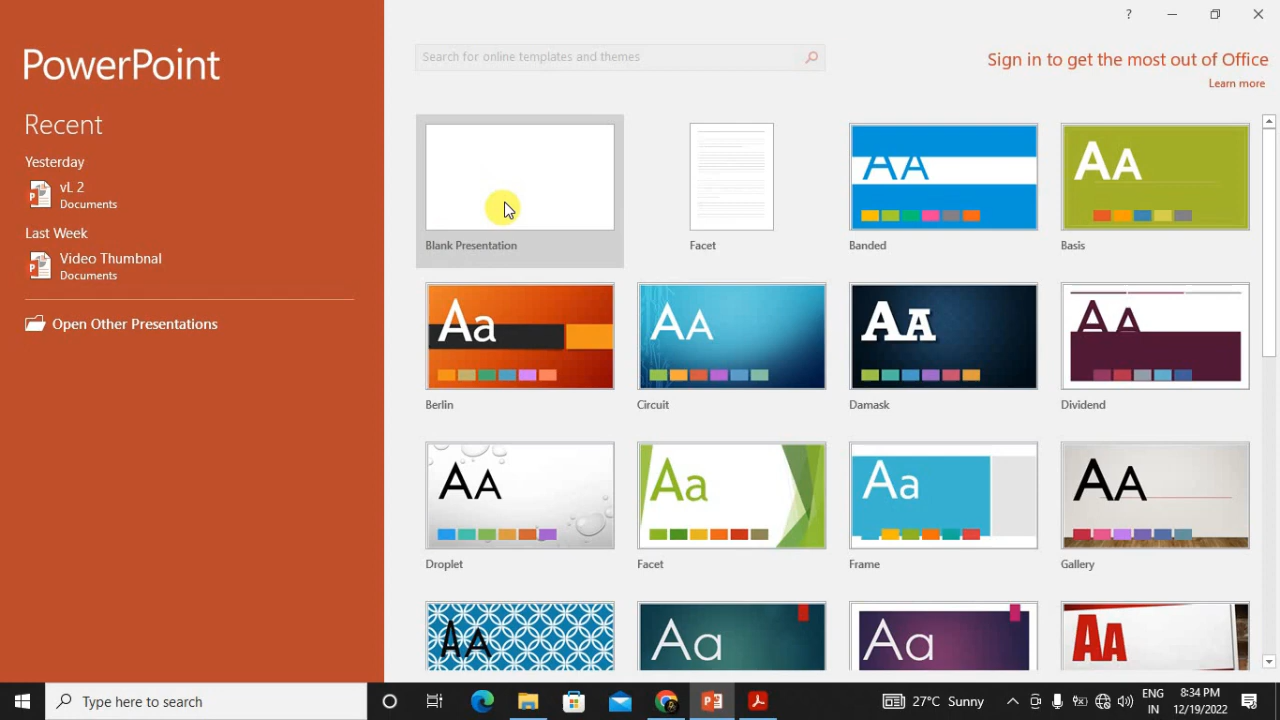 PowerPoint
Recent
Yesterday
vL 2
Documents
Last Week
Video Thumbnal
Documents
Open Other Presentations
Search for online templates and themes
?
Sign in to get the most out of Office
Learn more
Blank Presentation
Facet
AA
Banded
AA
Basis
Aa
Berlin
AA
Circuit
AA
Damask
AA
Dividend
AA
Droplet
Aa
Facet
Aa
Frame
AA
Gallery
AA
Aa
Aa
AA
Type here to search
27°C Sunny
ENG
IN
8:34 PM
12/19/2022